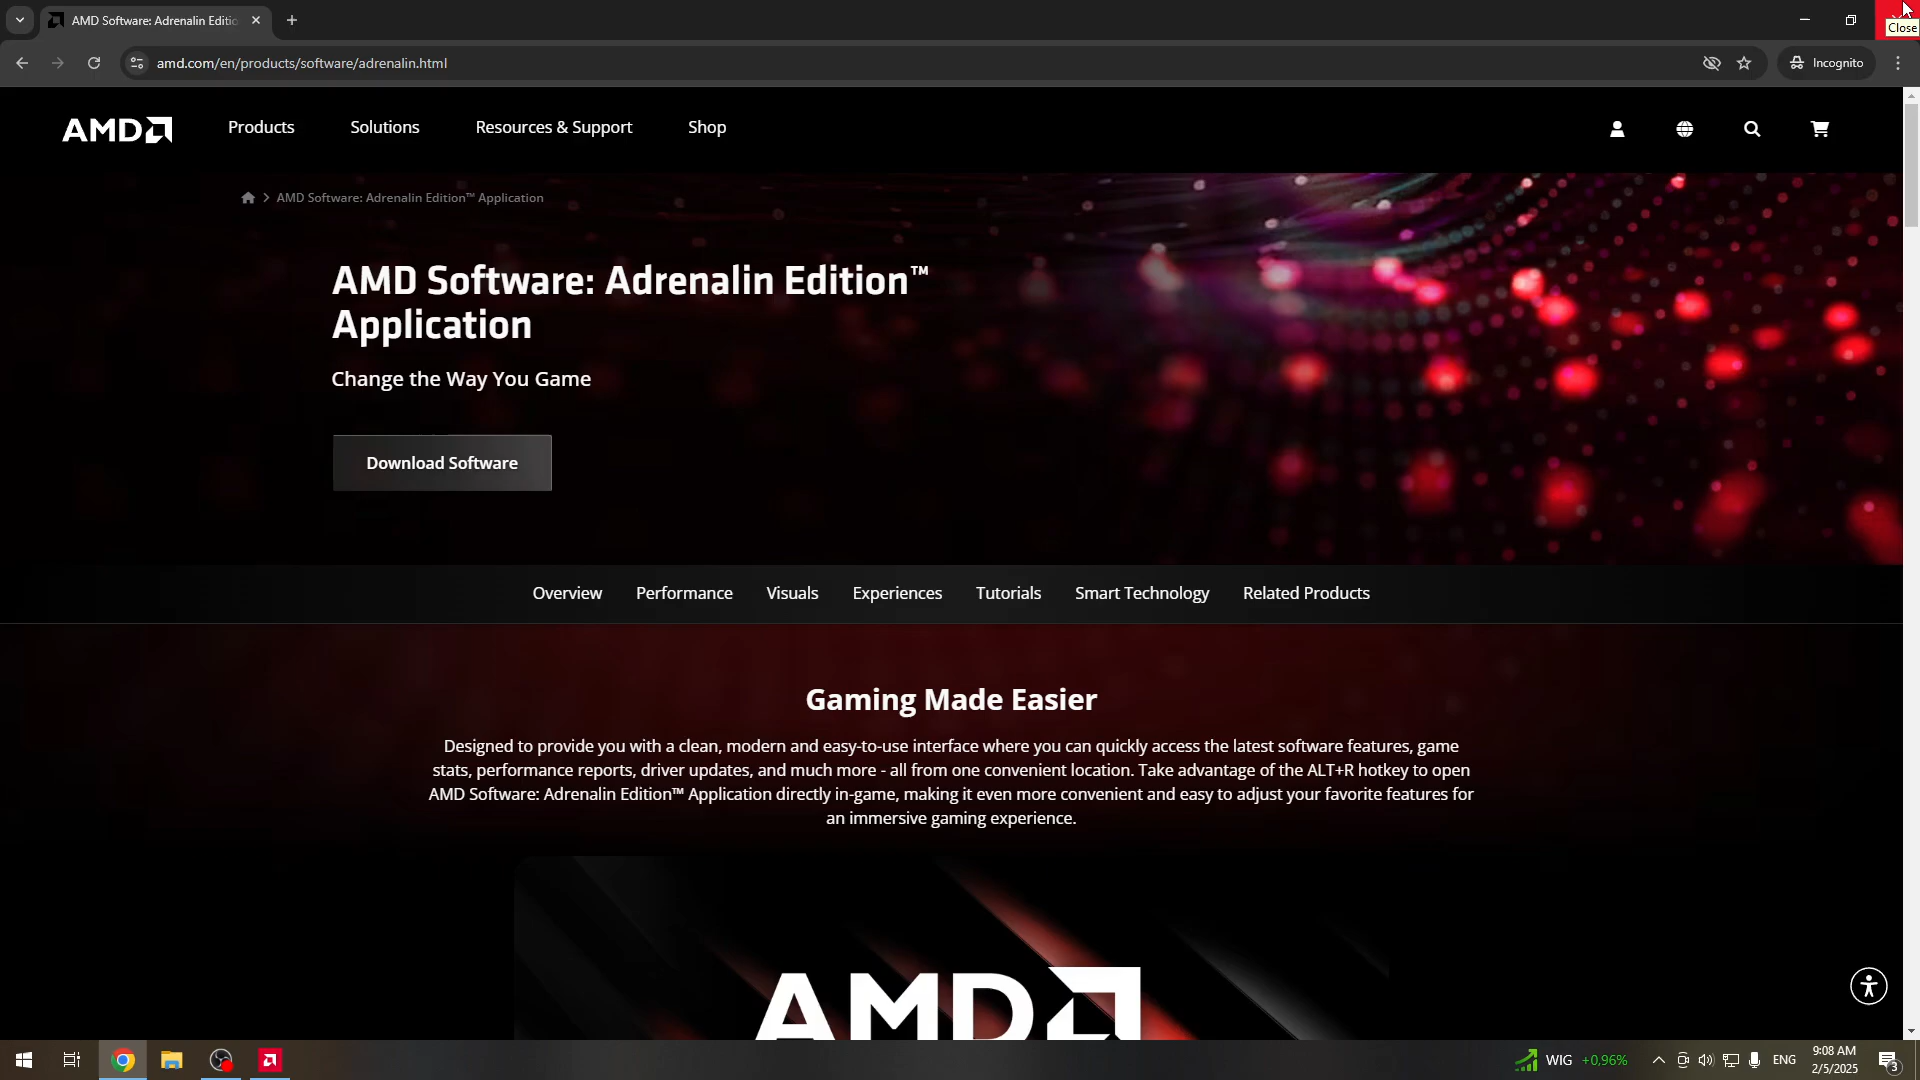 AMD Software: Adrenalin Editio
Close
amd.com/en/products/software/adrenalin.html
Incognito
AMD
Products
Solutions
Resources & Support
Shop
AMD Software: Adrenalin Edition™ Application
AMD Software: Adrenalin Edition™
Application
Change the Way You Game
Download Software
Overview
Performance
Visuals
Experiences
Tutorials
Smart Technology
Related Products
Gaming Made Easier
Designed to provide you with a clean, modern and easy-to-use interface where you can quickly access the latest software features, game
stats, performance reports, driver updates, and much more - all from one convenient location. Take advantage of the ALT+R hotkey to open
AMD Software: Adrenalin Edition™ Application directly in-game, making it even more convenient and easy to adjust your favorite features for
an immersive gaming experience.
AMD
WIG +0,96%
ENG
9:08 AM
2/5/2025
3